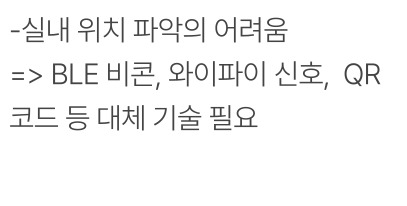 -실내 위치 파악의 어려움
=> BLE 비콘, 와이파이 신호,  QR
코드 등 대체 기술 필요